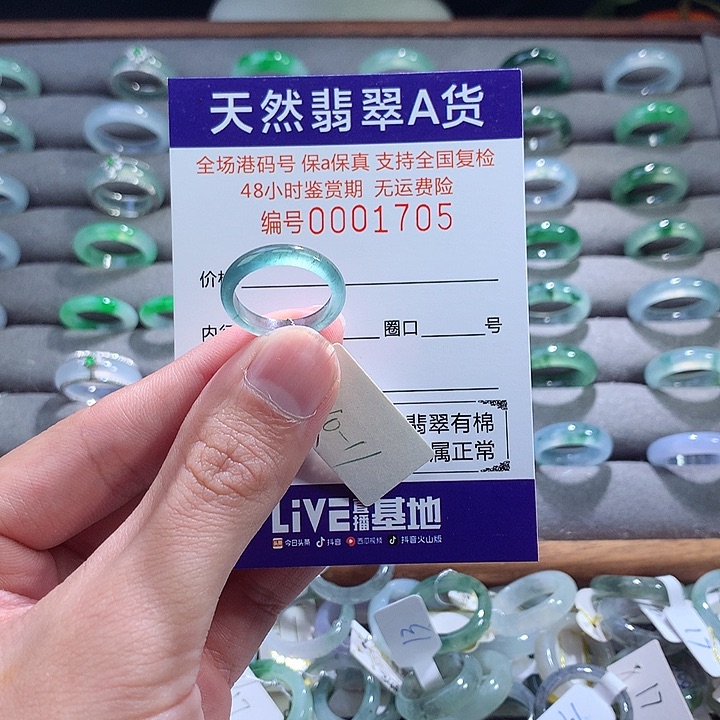 天然翡翠A货
全场港码号 保a保真 支持全国复检
48小时鉴赏期 无运费险
编号0001705
价
内
圈口 号
翡翠有棉
属正常
LiVE直播基地
今日头条 抖音 西瓜视频 抖音火山版
13
17